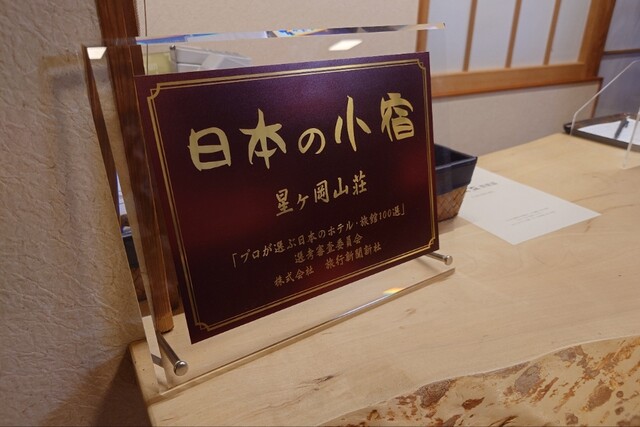 日本の小宿
星ヶ岡山荘
「プロが選ぶ日本のホテル・旅館100選」
選考審査委員会
株式会社　旅行新聞新社